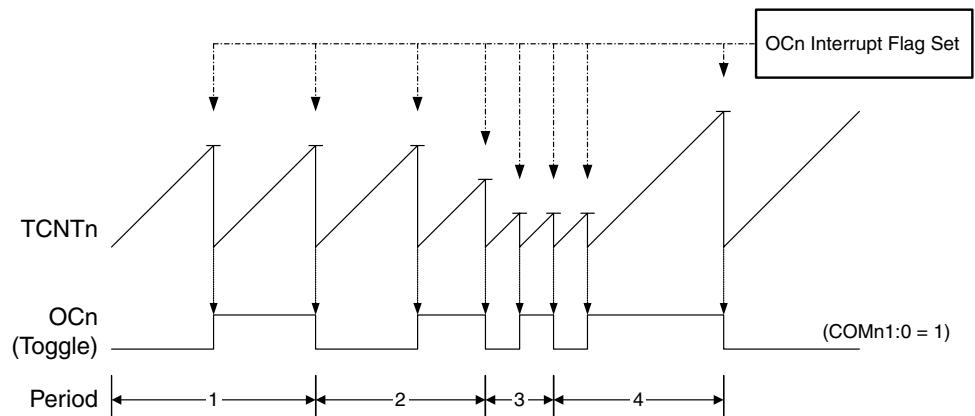 OCn Interrupt Flag Set
TCNTn
OCn
(Toggle)
(COMn1:0 = 1)
Period
1
2
3
4